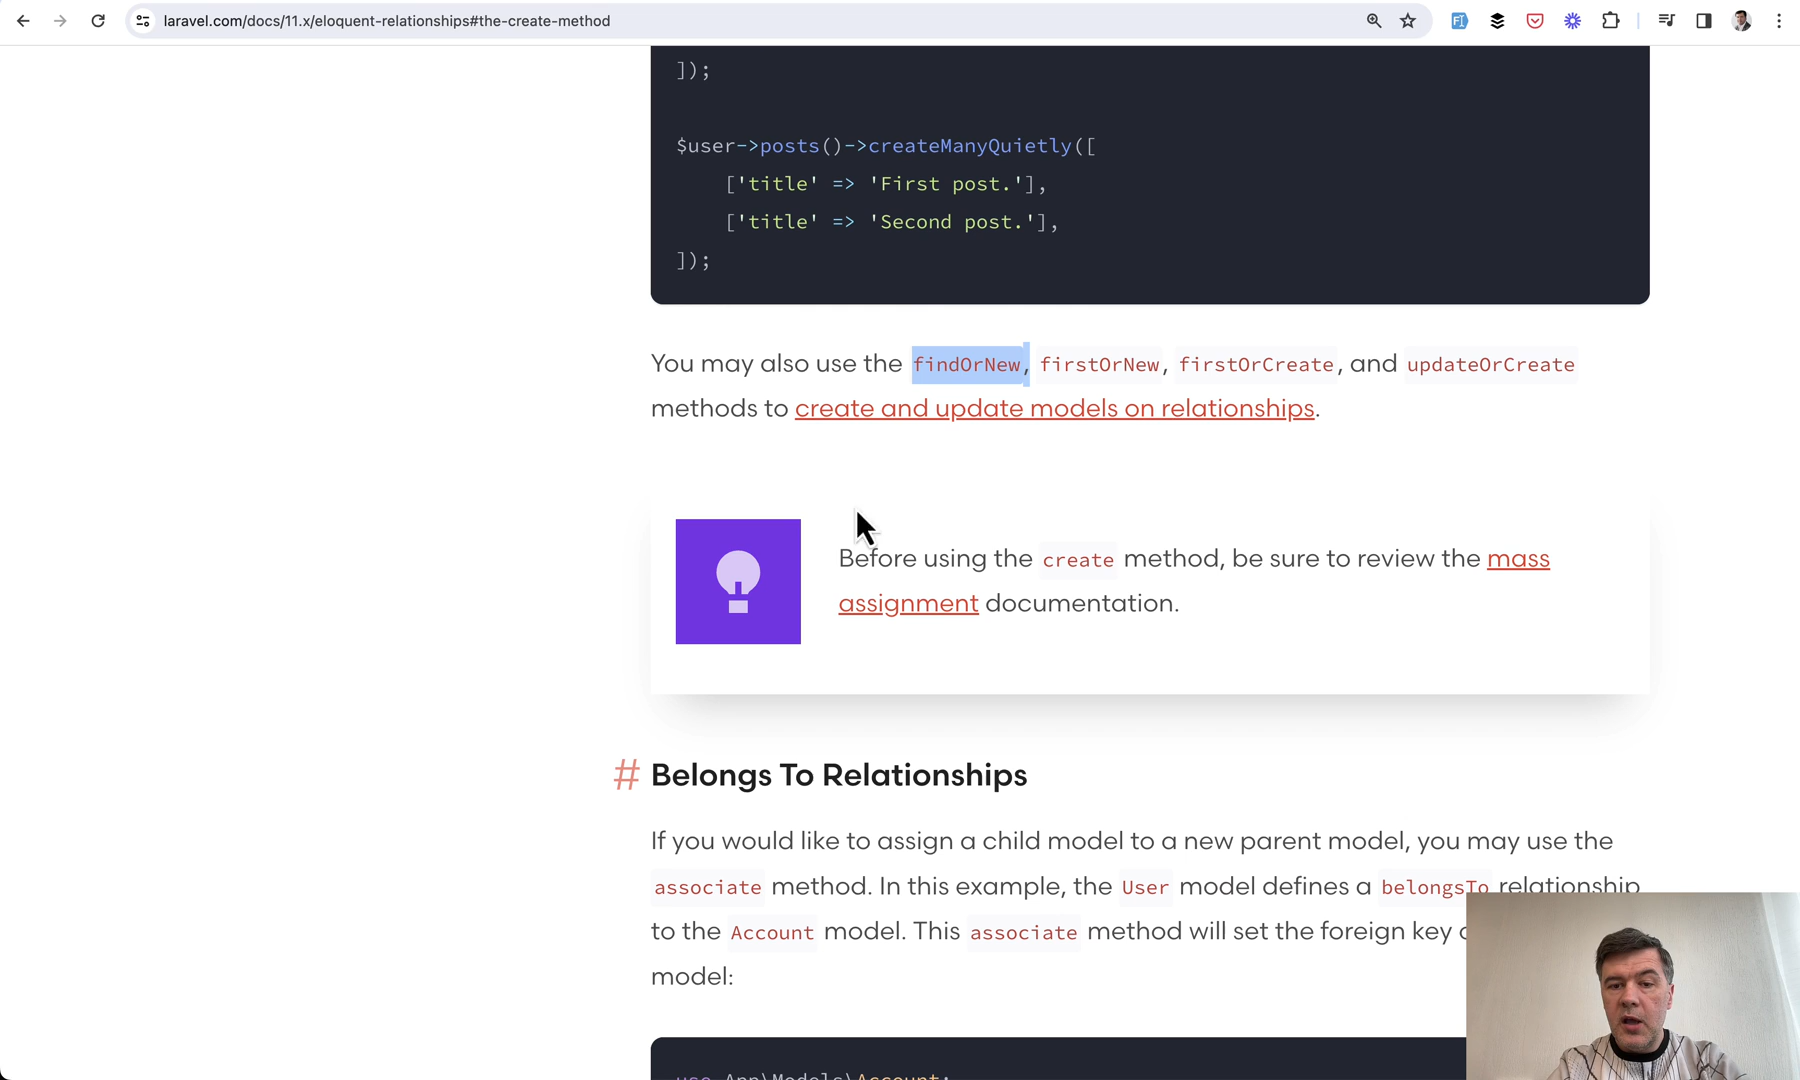 laravel.com/docs/11.x/eloquent-relationships#the-create-method
]);
$user->posts()->createManyQuietly([
['title' => 'First post.'],
['title' => 'Second post.'],
]);
You may also use the findOrNew, firstOrNew, firstOrCreate, and updateOrCreate
methods to create and update models on relationships.
Before using the create method, be sure to review the mass
assignment documentation.
# Belongs To Relationships
If you would like to assign a child model to a new parent model, you may use the
associate method. In this example, the User model defines a belongsTo relationship
to the Account model. This associate method will set the foreign key
model:
use App\Models\Account;